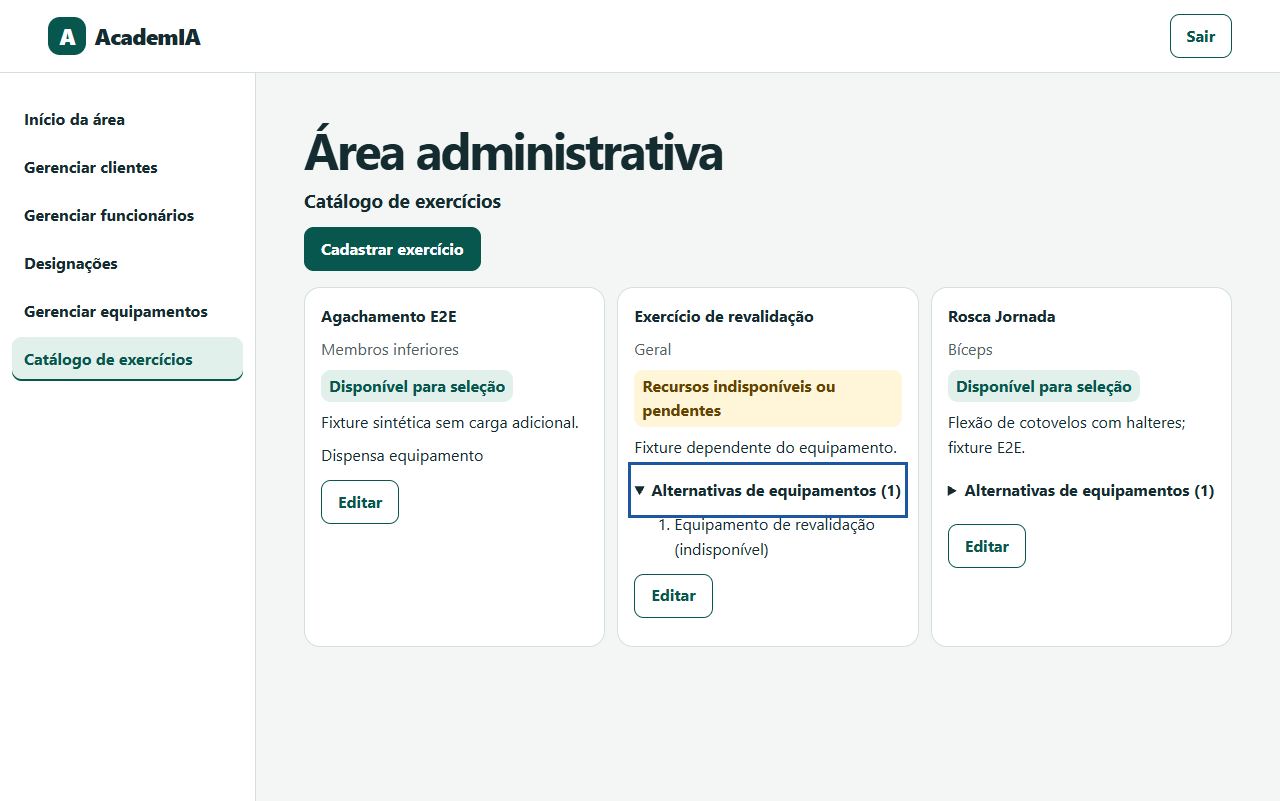 A AcademIA
Sair
Início da área
Gerenciar clientes
Gerenciar funcionários
Designações
Gerenciar equipamentos
Catálogo de exercícios
Área administrativa
Catálogo de exercícios
Cadastrar exercício
Agachamento E2E
Membros inferiores
Disponível para seleção
Fixture sintética sem carga adicional.
Dispensa equipamento
Editar
Exercício de revalidação
Geral
Recursos indisponíveis ou
pendentes
Fixture dependente do equipamento.
▼ Alternativas de equipamentos (1)
1. Equipamento de revalidação
(indisponível)
Editar
Rosca Jornada
Bíceps
Disponível para seleção
Flexão de cotovelos com halteres;
fixture E2E.
▶ Alternativas de equipamentos (1)
Editar